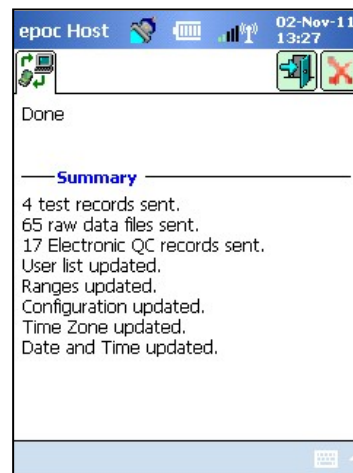 epoc Host
02-Nov-11
13:27
Done
Summary
4 test records sent.
65 raw data files sent.
17 Electronic QC records sent.
User list updated.
Ranges updated.
Configuration updated.
Time Zone updated.
Date and Time updated.